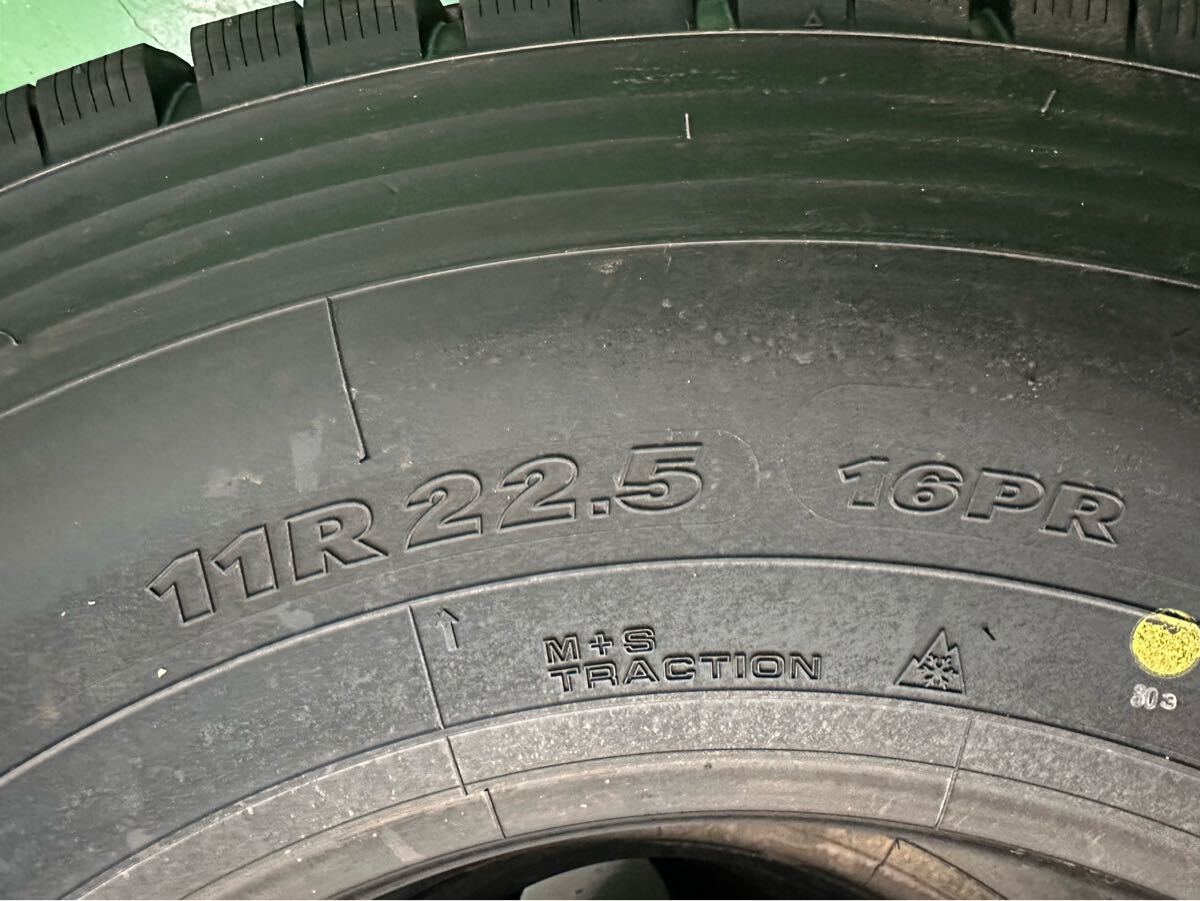 11R22.5 16PR
M+S
TRACTION
303